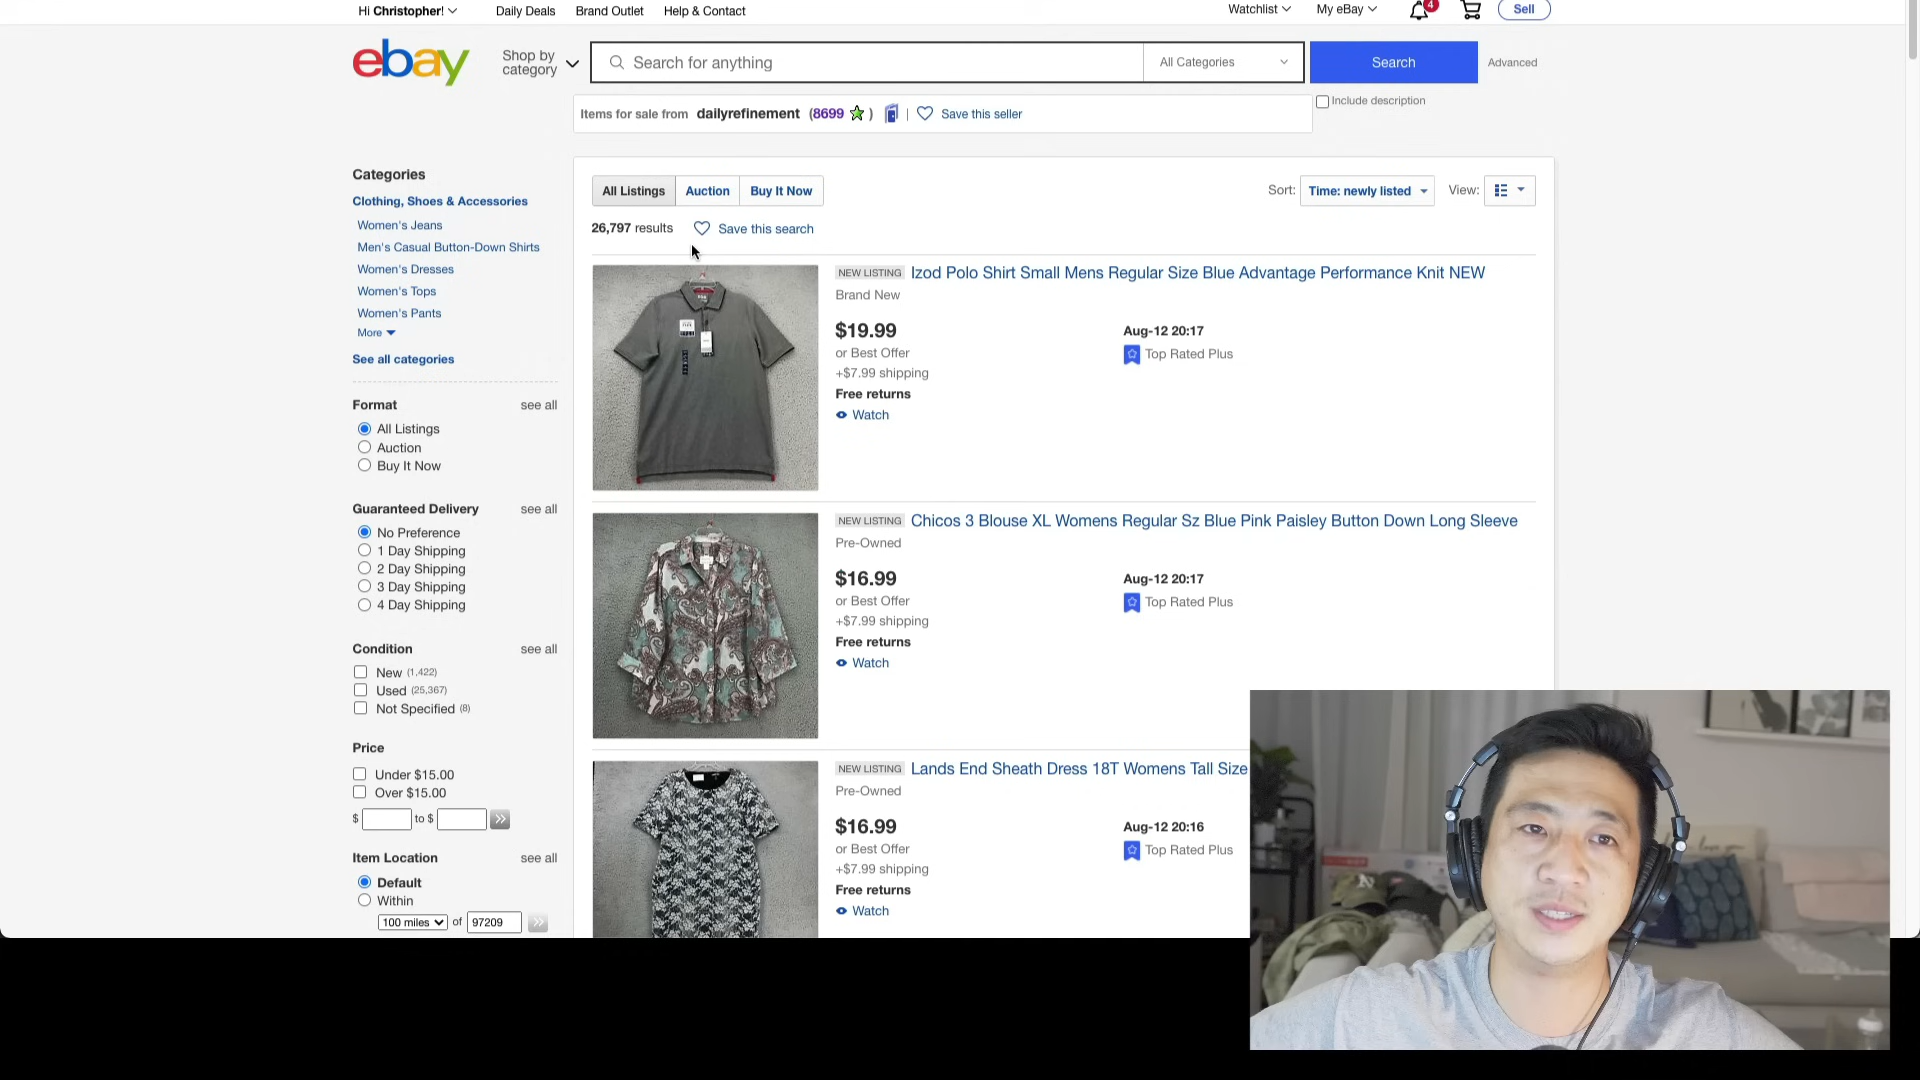 Hi Christopher!
Daily Deals
Brand Outlet
Help & Contact
Watchlist
My eBay
4
Sell
ebay
Shop by
category
Search for anything
All Categories
Search
Advanced
Items for sale from dailyrefinement (8699 ) | Save this seller
Include description
Categories
Clothing, Shoes & Accessories
Women's Jeans
Men's Casual Button-Down Shirts
Women's Dresses
Women's Tops
Women's Pants
More
See all categories
Format see all
All Listings
Auction
Buy It Now
Guaranteed Delivery see all
No Preference
1 Day Shipping
2 Day Shipping
3 Day Shipping
4 Day Shipping
Condition see all
New (1,422)
Used (25,367)
Not Specified (8)
Price
Under $15.00
Over $15.00
$ to $
Item Location see all
Default
Within
100 miles of 97209
All Listings Auction Buy It Now
Sort: Time: newly listed View:
26,797 results Save this search
NEW LISTING Izod Polo Shirt Small Mens Regular Size Blue Advantage Performance Knit NEW
Brand New
$19.99 Aug-12 20:17
or Best Offer Top Rated Plus
+$7.99 shipping
Free returns
Watch
NEW LISTING Chicos 3 Blouse XL Womens Regular Sz Blue Pink Paisley Button Down Long Sleeve
Pre-Owned
$16.99 Aug-12 20:17
or Best Offer Top Rated Plus
+$7.99 shipping
Free returns
Watch
NEW LISTING Lands End Sheath Dress 18T Womens Tall Size
Pre-Owned
$16.99 Aug-12 20:16
or Best Offer Top Rated Plus
+$7.99 shipping
Free returns
Watch